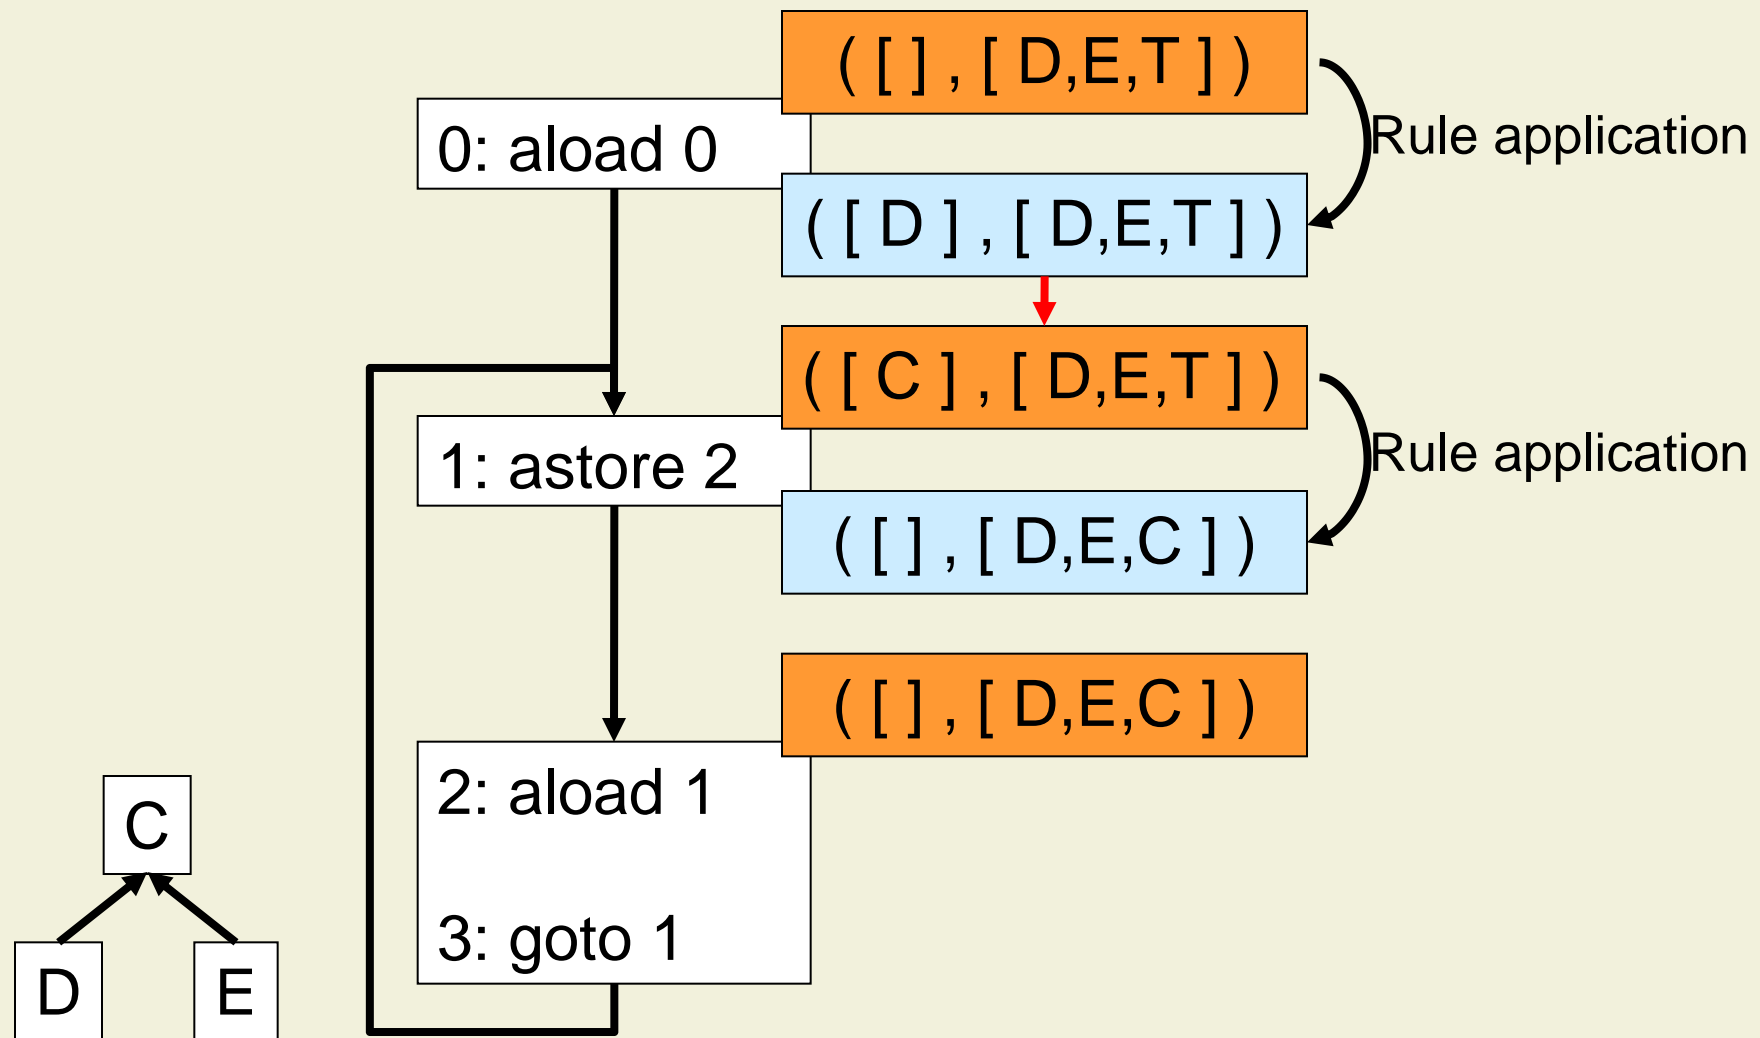 ( [ ] , [ D,E,T ] )
0: aload 0
Rule application
( [ D ] , [ D,E,T ] )
( [ C ] , [ D,E,T ] )
1: astore 2
Rule application
( [ ] , [ D,E,C ] )
( [ ] , [ D,E,C ] )
2: aload 1
3: goto 1
C
D
E